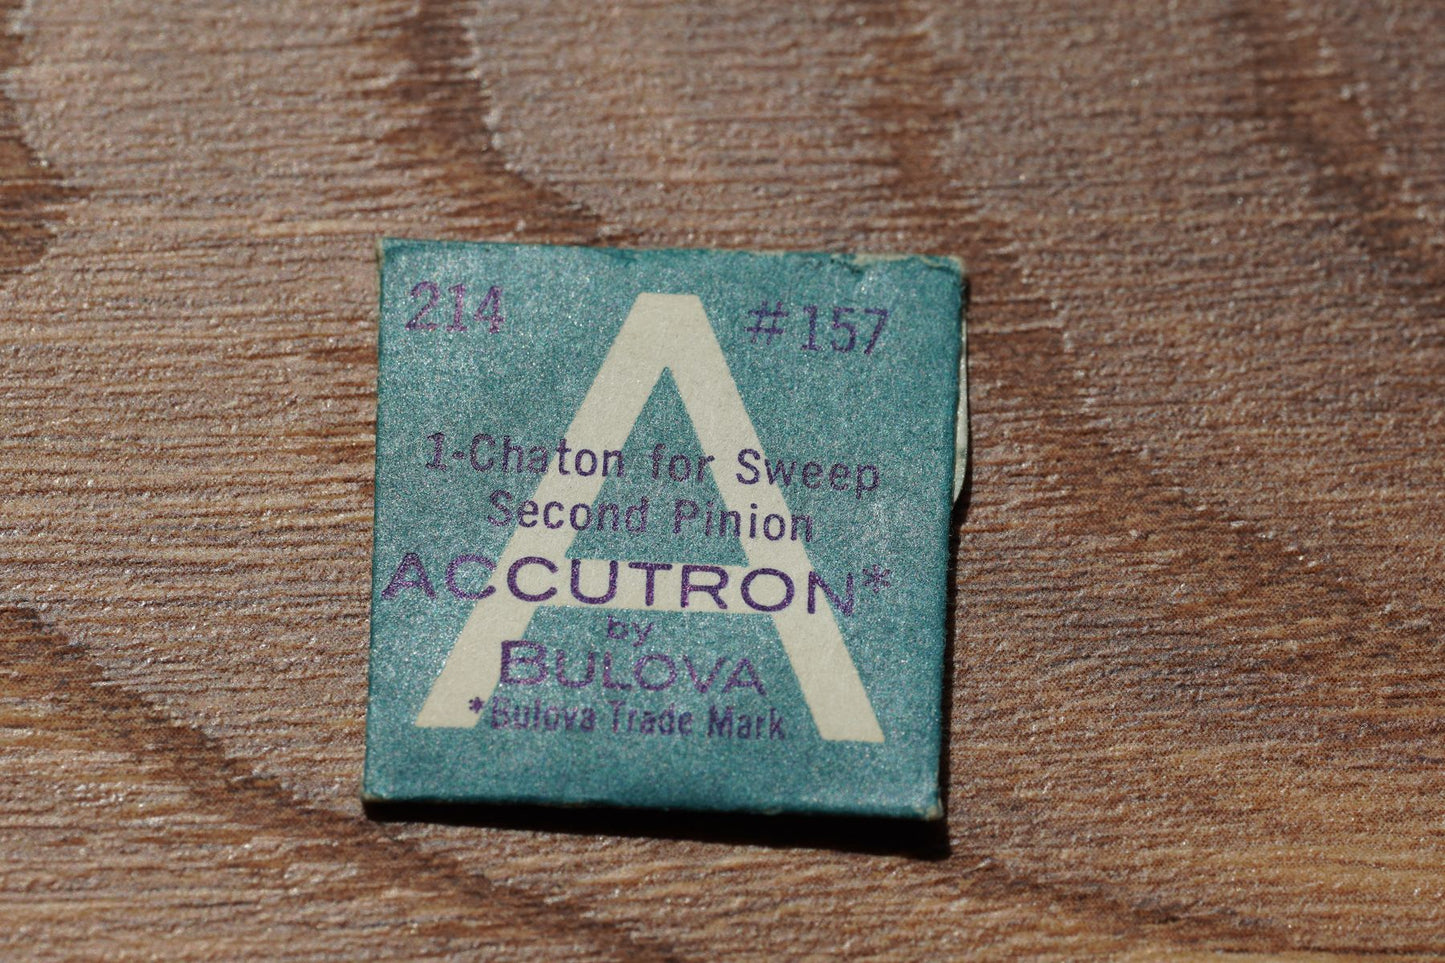 214 #157
A
1-Chaton for Sweep
Second Pinion
ACCUTRON*
by
BULOVA
*Bulova Trade Mark